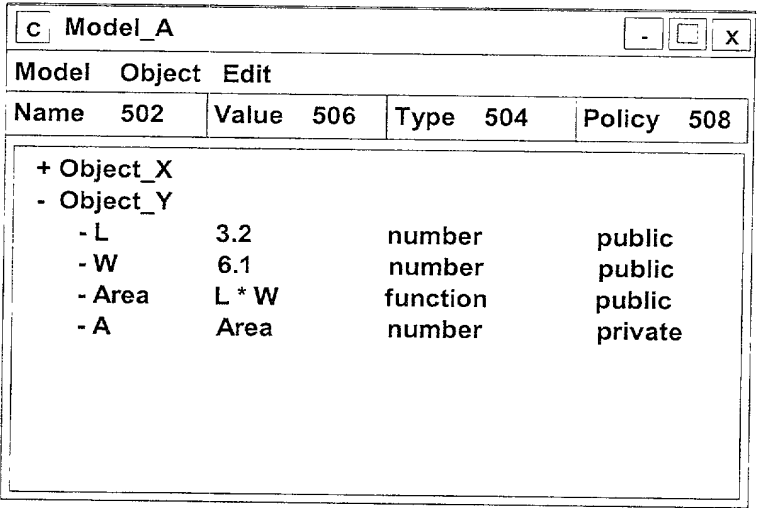 C Model_A - X
Model Object Edit
Name 502 Value 506 Type 504 Policy 508
+ Object_X
- Object_Y
- L 3.2 number public
- W 6.1 number public
- Area L * W function public
- A Area number private